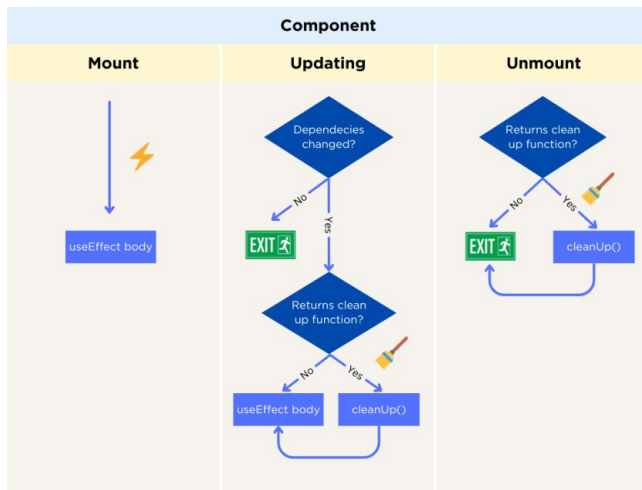 Component
Mount
Updating
Unmount
useEffect body
Dependecies
changed?
No
Yes
EXIT
Returns clean
up function?
No
Yes
useEffect body
cleanUp()
Returns clean
up function?
No
Yes
EXIT
cleanUp()